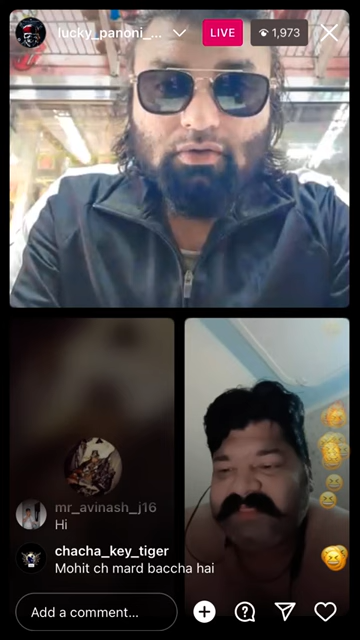 lucky_panoni_...
LIVE
1,973
mr_avinash_j16
Hi
chacha_key_tiger
Mohit ch mard baccha hai
Add a comment...